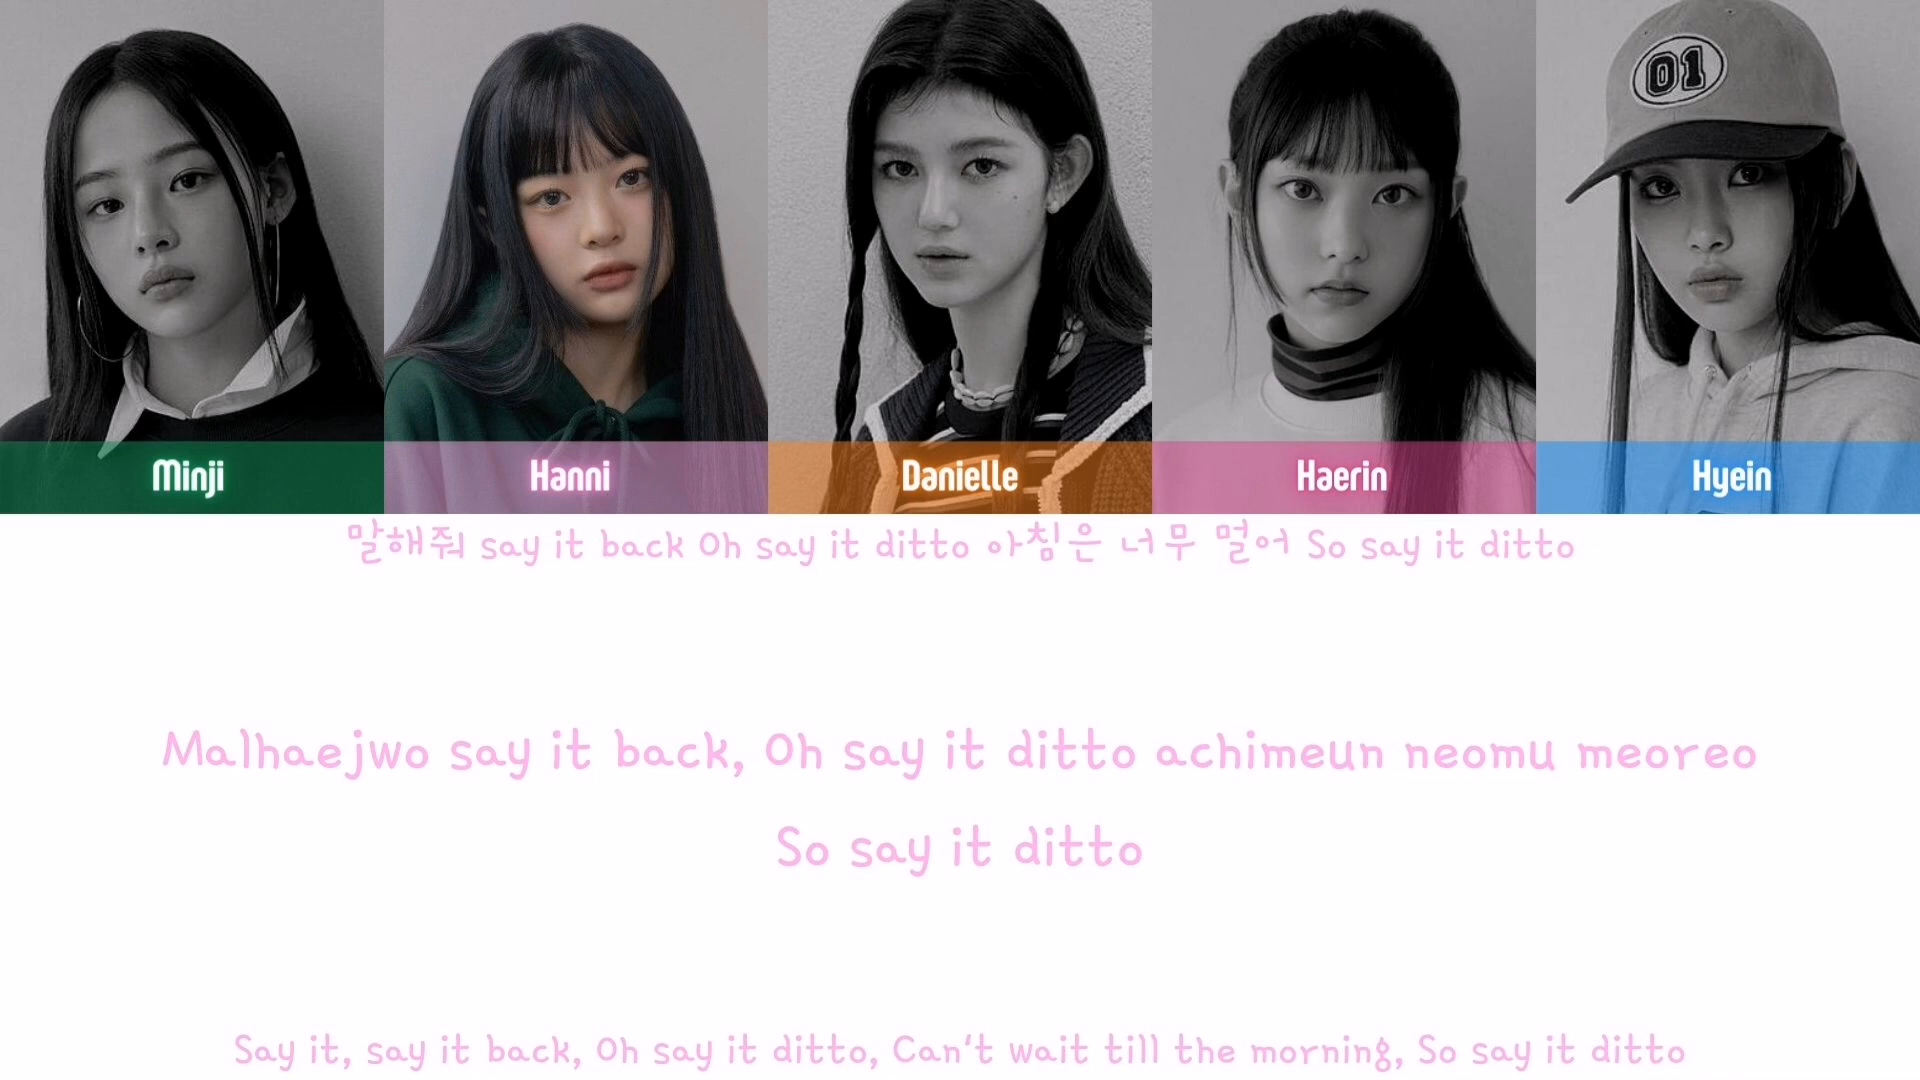 01
Minji
Hanni
Danielle
Haerin
Hyein
말해줘 say it back Oh say it ditto 아침은 너무 멀어 So say it ditto
Malhaejwo say it back, Oh say it ditto achimeun neomu meoreo
So say it ditto
Say it, say it back, Oh say it ditto, Can't wait till the morning, So say it ditto